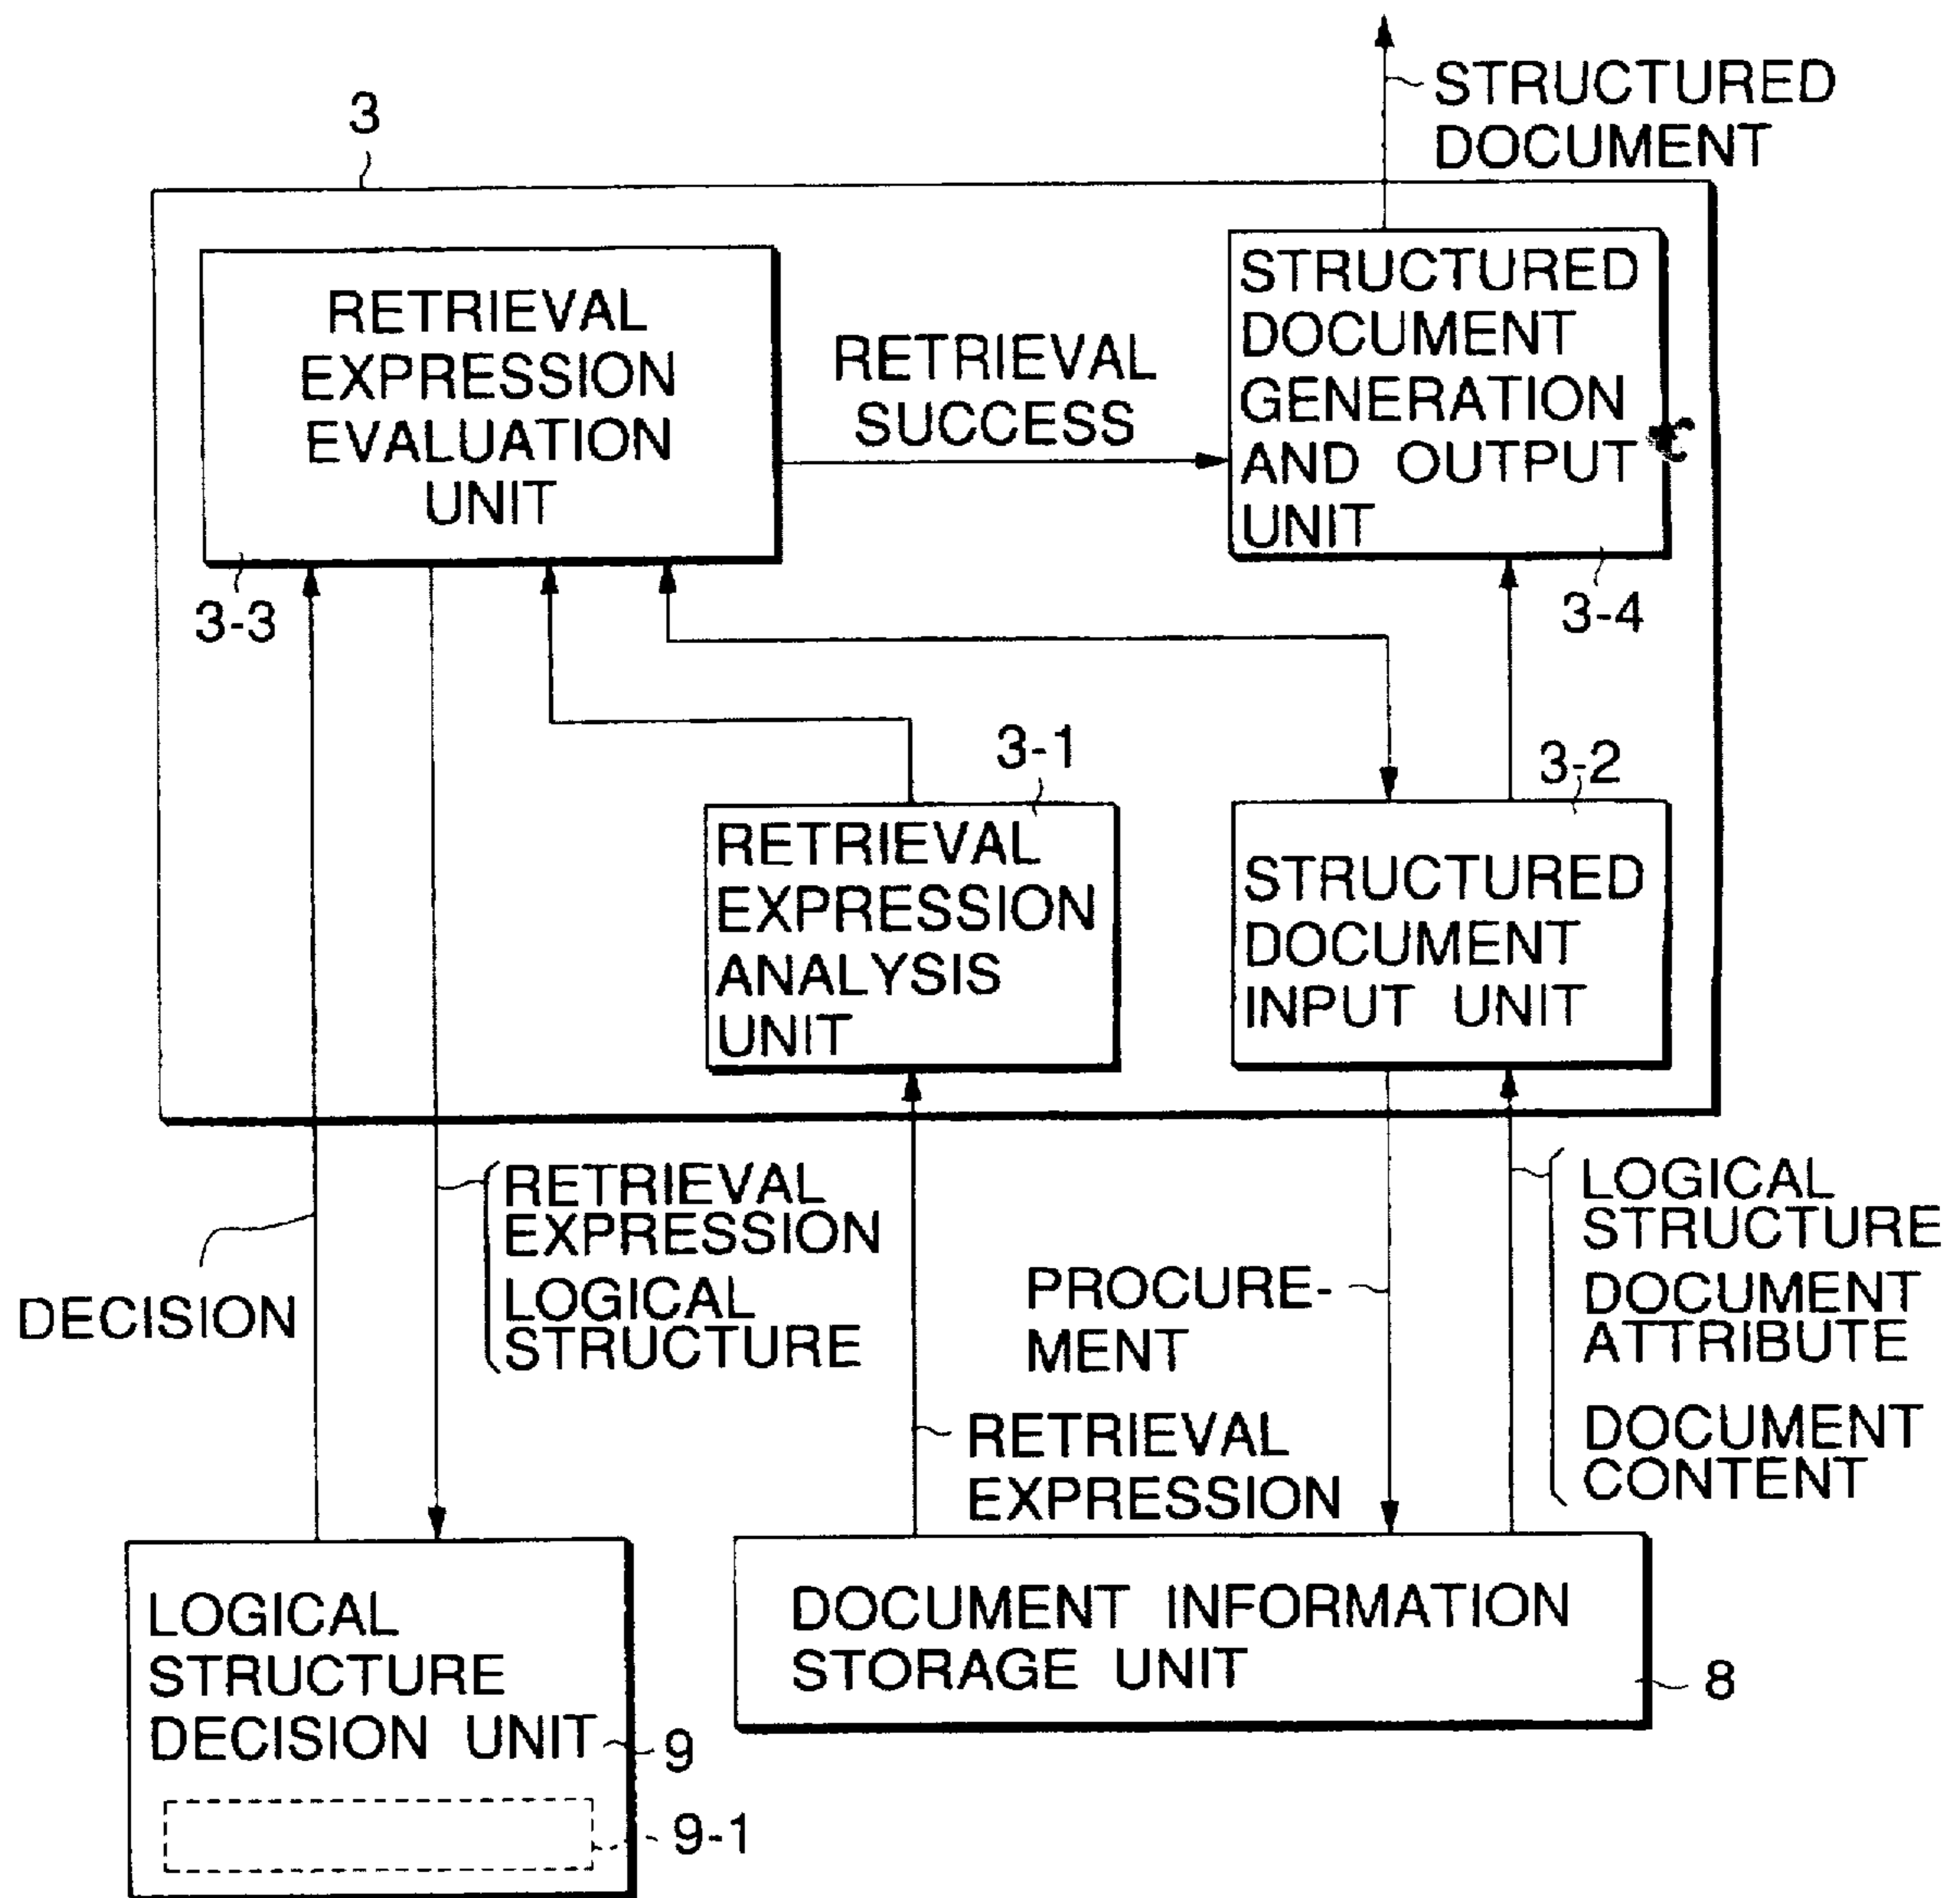 STRUCTURED
DOCUMENT
3
RETRIEVAL
EXPRESSION
EVALUATION
UNIT
3-3
RETRIEVAL
SUCCESS
STRUCTURED
DOCUMENT
GENERATION
AND OUTPUT
UNIT
3-4
3-1
RETRIEVAL
EXPRESSION
ANALYSIS
UNIT
3-2
STRUCTURED
DOCUMENT
INPUT UNIT
DECISION
RETRIEVAL
EXPRESSION
LOGICAL
STRUCTURE
PROCURE-
MENT
RETRIEVAL
EXPRESSION
LOGICAL
STRUCTURE
DOCUMENT
ATTRIBUTE
DOCUMENT
CONTENT
LOGICAL
STRUCTURE
DECISION UNIT
9
9-1
DOCUMENT INFORMATION
STORAGE UNIT
8